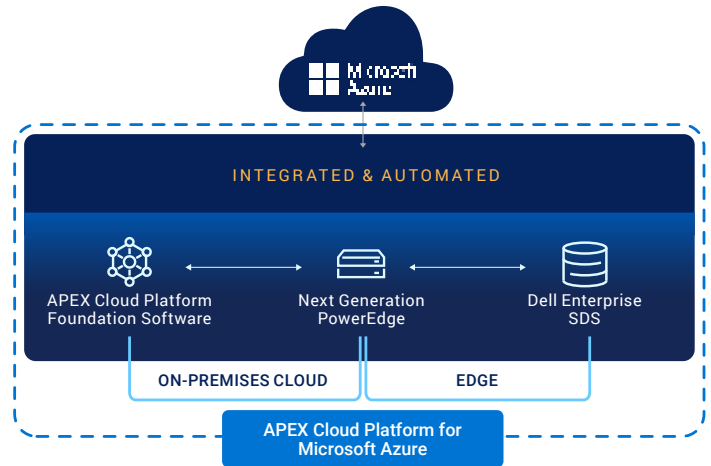 Microsoft
Azure
INTEGRATED & AUTOMATED
APEX Cloud Platform
Foundation Software
Next Generation
PowerEdge
Dell Enterprise
SDS
ON-PREMISES CLOUD
EDGE
APEX Cloud Platform for
Microsoft Azure